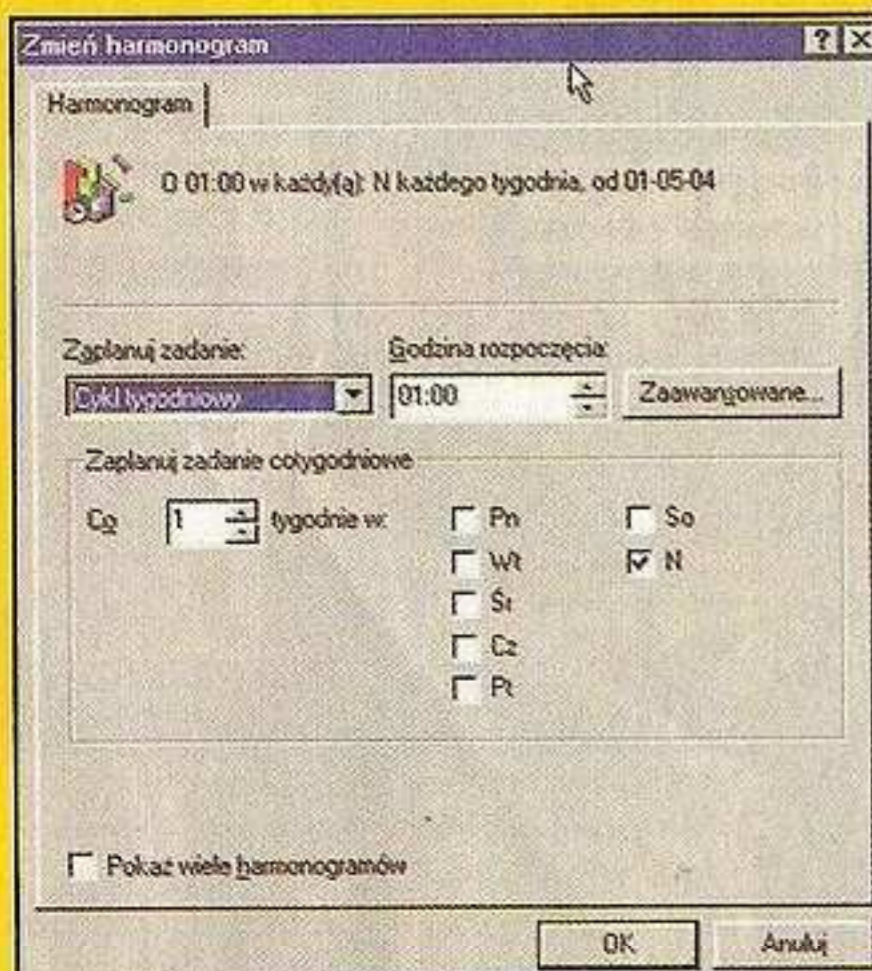 Zmień harmonogram
Harmonogram
O 01:00 w każdy(ą): N każdego tygodnia, od 01-05-04
Zaplanuj zadanie: Godzina rozpoczęcia:
Cykl tygodniowy 01:00 Zaawansowane...
Zaplanuj zadanie cotygodniowe
Co 1 tygodnie w: Pn So
Wt N
Śr
Cz
Pt
Pokaż wiele harmonogramów
OK Anuluj